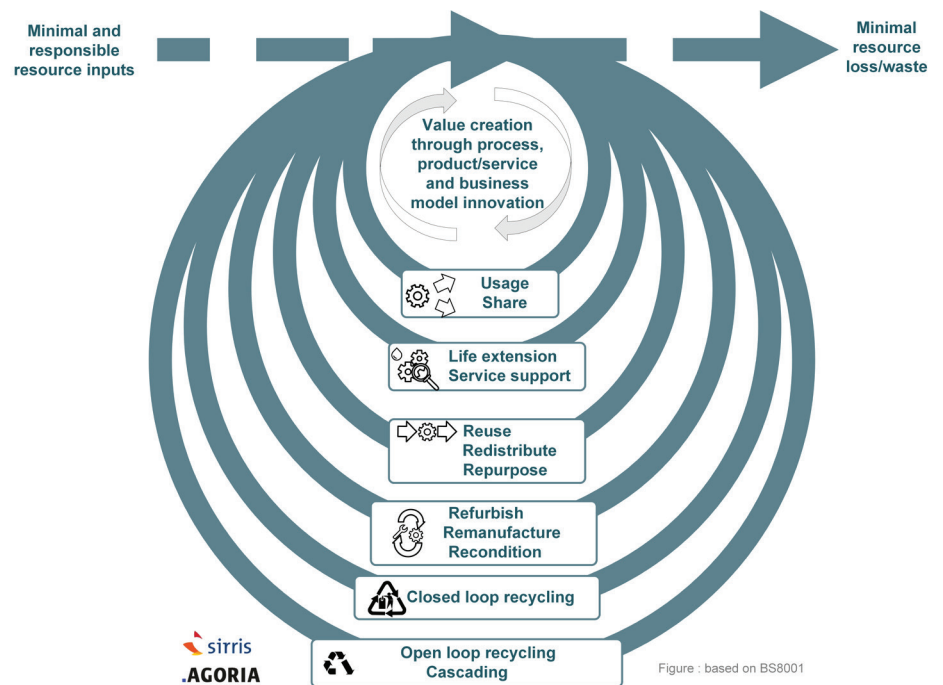 Minimal and
responsible
resource inputs
Minimal
resource
loss/waste
Value creation
through process,
product/service
and business
model innovation
Usage
Share
Life extension
Service support
Reuse
Redistribute
Repurpose
Refurbish
Remanufacture
Recondition
Closed loop recycling
Open loop recycling
Cascading
sirris
.AGORIA
Figure : based on BS8001